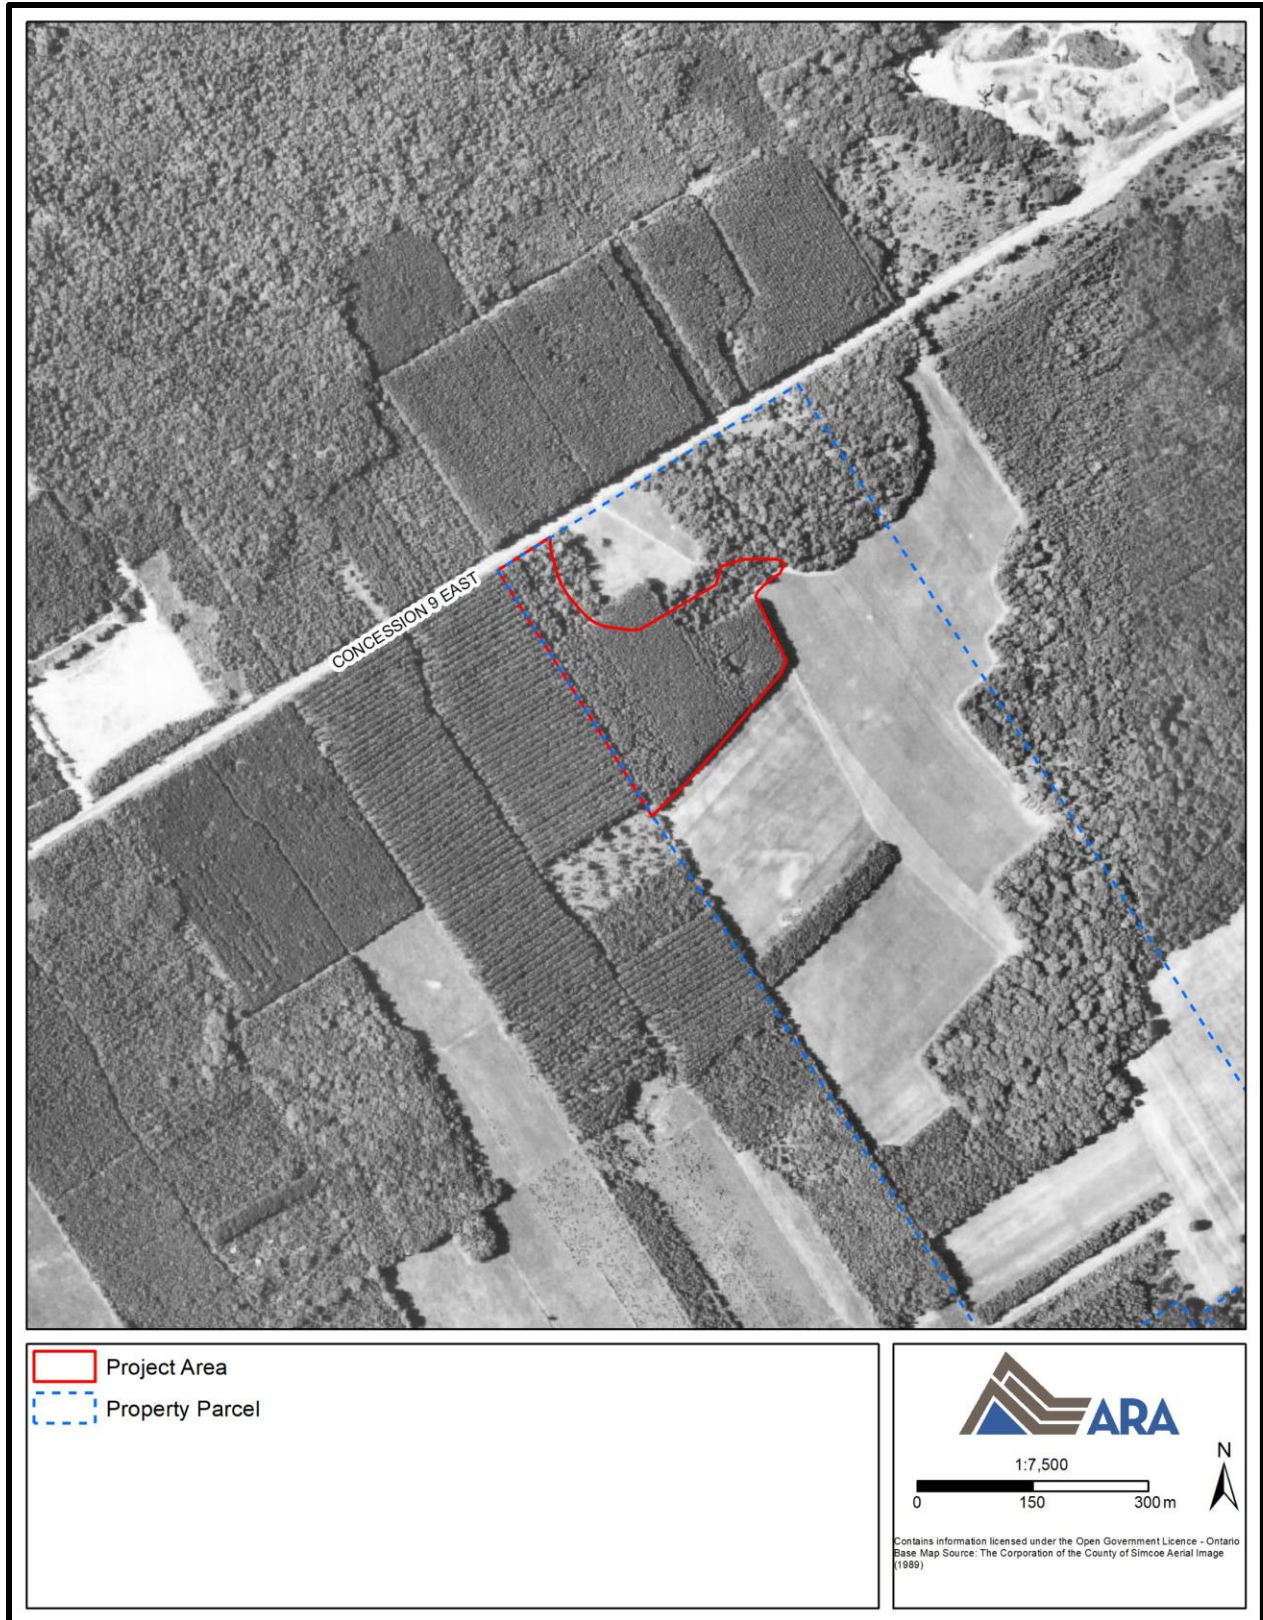 CONCESSION 9 EAST
Project Area
Property Parcel
ARA
1:7,500
N
0 150 300 m
Contains information licensed under the Open Government Licence - Ontario
Base Map Source: The Corporation of the County of Simcoe Aerial Image
(1989)